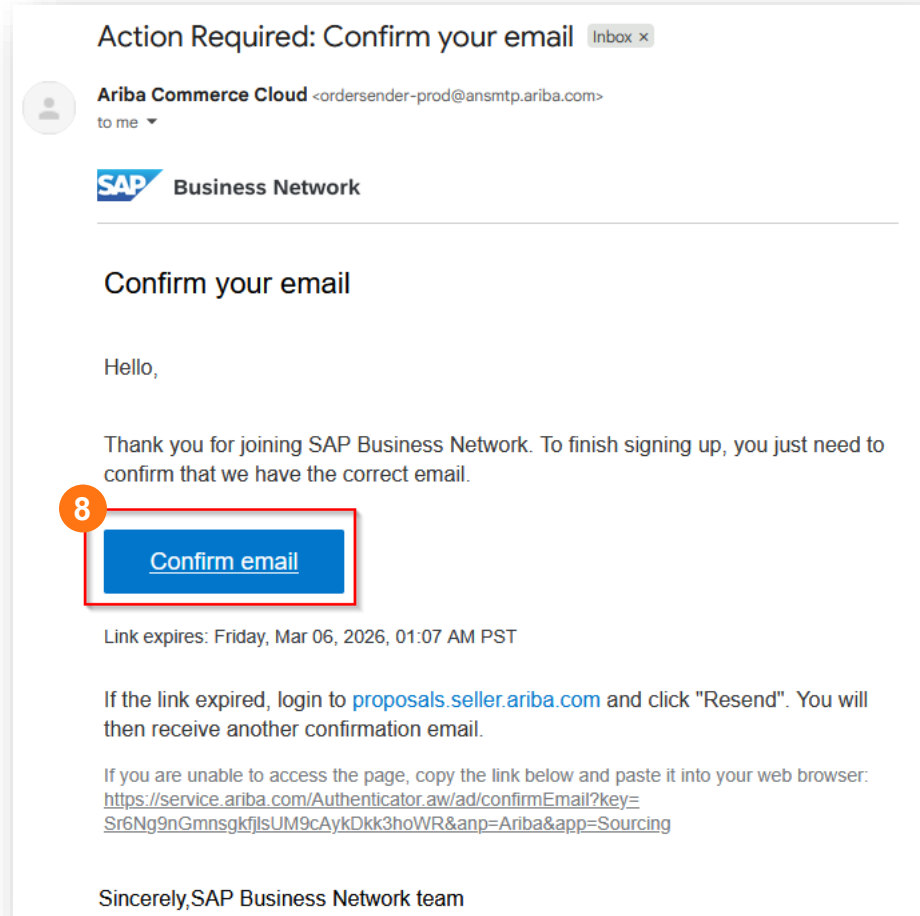 Action Required: Confirm your email Inbox ×
Ariba Commerce Cloud <ordersender-prod@ansmtp.ariba.com>
to me
SAP Business Network
Confirm your email
Hello,
Thank you for joining SAP Business Network. To finish signing up, you just need to
confirm that we have the correct email.
8
Confirm email
Link expires: Friday, Mar 06, 2026, 01:07 AM PST
If the link expired, login to proposals.seller.ariba.com and click "Resend". You will
then receive another confirmation email.
If you are unable to access the page, copy the link below and paste it into your web browser:
https://service.ariba.com/Authenticator.aw/ad/confirmEmail?key=
Sr6Ng9nGmnsgkfjlsUM9cAykDkk3hoWR&anp=Ariba&app=Sourcing
Sincerely,SAP Business Network team